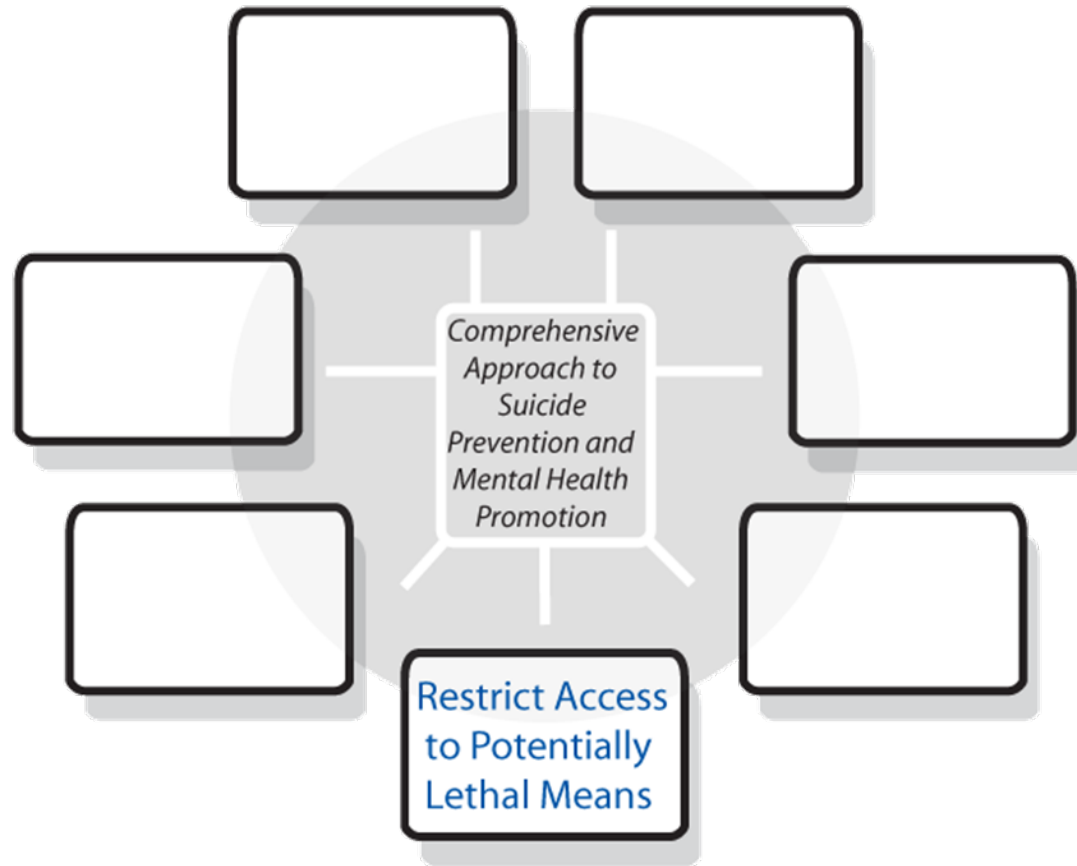 Comprehensive
Approach to
Suicide
Prevention and
Mental Health
Promotion
Restrict Access
to Potentially
Lethal Means